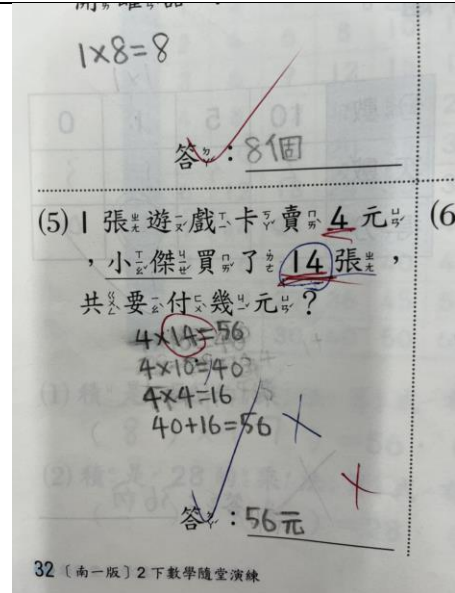 1×8=8
答：8個
(5) 1 張遊戲卡賣 4 元
，小傑買了 14 張，
共要付幾元？
4×14=56
4×10=40
4×4=16
40+16=56
答：56元
32〔南一版〕2下數學隨堂演練
(6